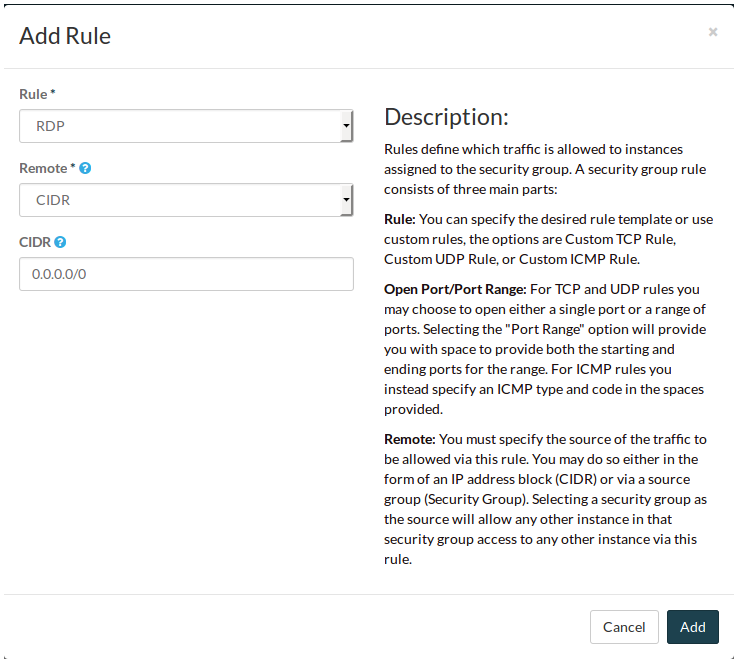 Add Rule
×
Rule *
RDP
Remote *
?
CIDR
CIDR
?
0.0.0.0/0
Description:
Rules define which traffic is allowed to instances
assigned to the security group. A security group rule
consists of three main parts:
Rule: You can specify the desired rule template or use
custom rules, the options are Custom TCP Rule,
Custom UDP Rule, or Custom ICMP Rule.
Open Port/Port Range: For TCP and UDP rules you
may choose to open either a single port or a range of
ports. Selecting the "Port Range" option will provide
you with space to provide both the starting and
ending ports for the range. For ICMP rules you
instead specify an ICMP type and code in the spaces
provided.
Remote: You must specify the source of the traffic to
be allowed via this rule. You may do so either in the
form of an IP address block (CIDR) or via a source
group (Security Group). Selecting a security group as
the source will allow any other instance in that
security group access to any other instance via this
rule.
Cancel
Add